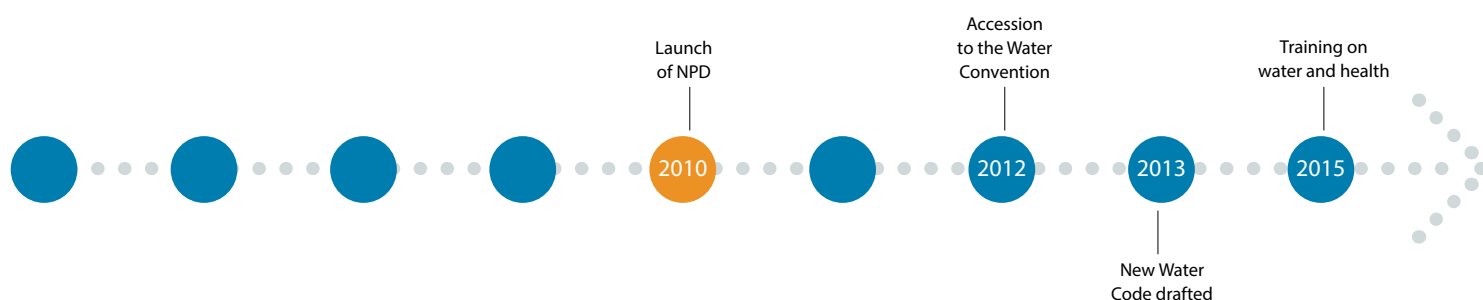 Launch
of NPD
2010
Accession
to the Water
Convention
2012
2013
New Water
Code drafted
Training on
water and health
2015